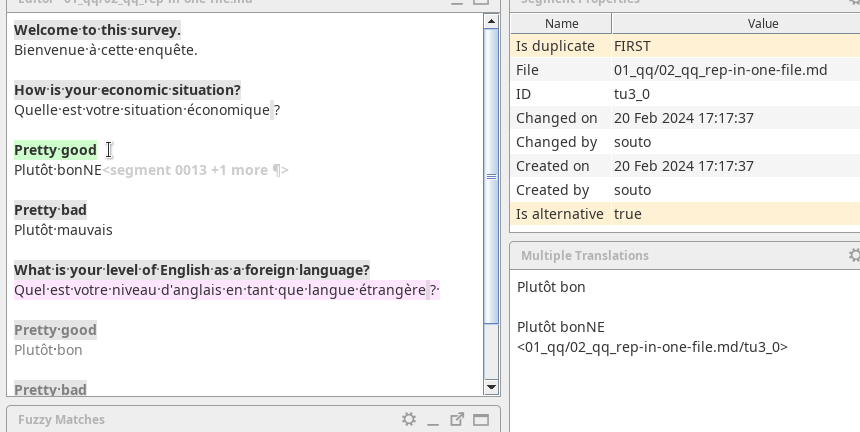 Editor - 01_qq/02_qq_rep-in-one-file.md
Welcome·to·this·survey.
Bienvenue·à·cette·enquête.
How·is·your·economic·situation?
Quelle·est·votre·situation·économique ?
Pretty·good
Plutôt·bonNE<segment 0013 +1 more ¶>
Pretty·bad
Plutôt·mauvais
What·is·your·level·of·English·as·a·foreign·language?
Quel·est·votre·niveau·d'anglais·en·tant·que·langue·étrangère ?·
Pretty·good
Plutôt·bon
Pretty·bad
Fuzzy Matches
Segment Properties
Name Value
Is duplicate FIRST
File 01_qq/02_qq_rep-in-one-file.md
ID tu3_0
Changed on 20 Feb 2024 17:17:37
Changed by souto
Created on 20 Feb 2024 17:17:37
Created by souto
Is alternative true
Multiple Translations
Plutôt bon
Plutôt bonNE
<01_qq/02_qq_rep-in-one-file.md/tu3_0>